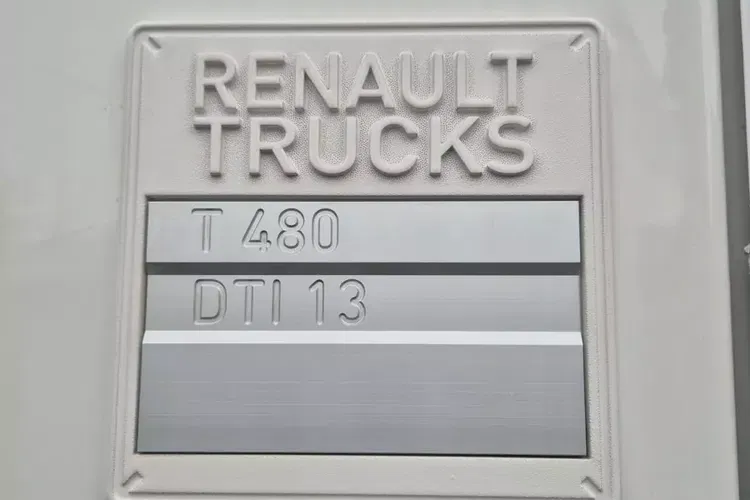 RENAULT
TRUCKS
T 480
DTI 13